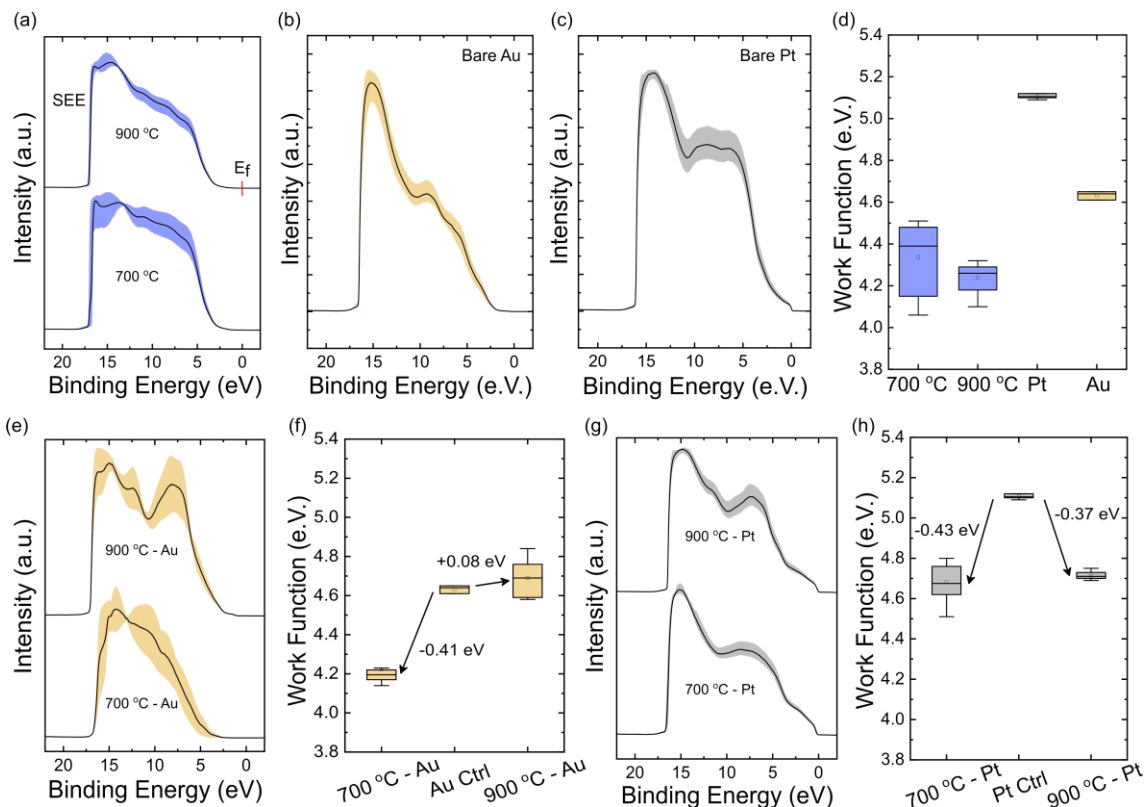 (a)
SEE
900 °C
E_f
700 °C
Intensity (a.u.)
20 15 10 5 0
Binding Energy (eV)
(b)
Bare Au
Intensity (a.u.)
20 15 10 5 0
Binding Energy (e.V.)
(c)
Bare Pt
Intensity (a.u.)
20 15 10 5 0
Binding Energy (e.V.)
(d)
Work Function (e.V.)
5.4
5.2
5.0
4.8
4.6
4.4
4.2
4.0
3.8
700 °C 900 °C Pt Au
(e)
900 °C - Au
700 °C - Au
Intensity (a.u.)
20 15 10 5 0
Binding Energy (eV)
(f)
Work Function (e.V.)
5.4
5.2
5.0
4.8
4.6
4.4
4.2
4.0
3.8
+0.08 eV
-0.41 eV
700 °C - Au Au Ctrl 900 °C - Au
(g)
900 °C - Pt
700 °C - Pt
Intensity (a.u.)
20 15 10 5 0
Binding Energy (eV)
(h)
Work Function (e.V.)
5.4
5.2
5.0
4.8
4.6
4.4
4.2
4.0
3.8
-0.43 eV
-0.37 eV
700 °C - Pt Pt Ctrl 900 °C - Pt